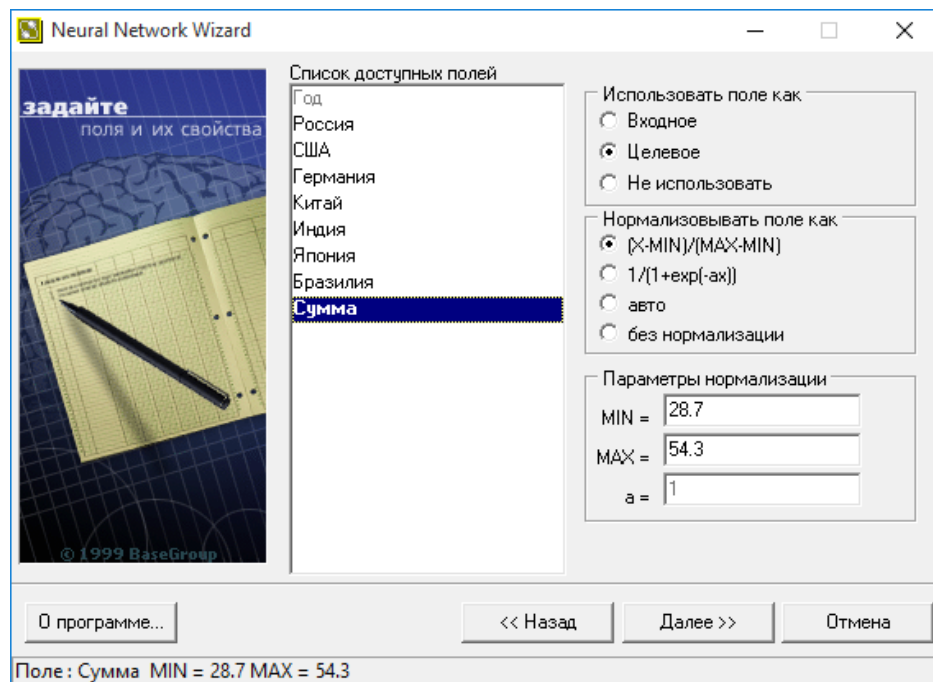 Neural Network Wizard
задайте
поля и их свойства
© 1999 BaseGroup
Список доступных полей
Год
Россия
США
Германия
Китай
Индия
Япония
Бразилия
Сумма
Использовать поле как
Входное
Целевое
Не использовать
Нормализовывать поле как
(X-MIN)/(MAX-MIN)
1/(1+exp(-ax))
авто
без нормализации
Параметры нормализации
MIN = 28.7
MAX = 54.3
a = 1
О программе...
<< Назад
Далее >>
Отмена
Поле : Сумма MIN = 28.7 MAX = 54.3